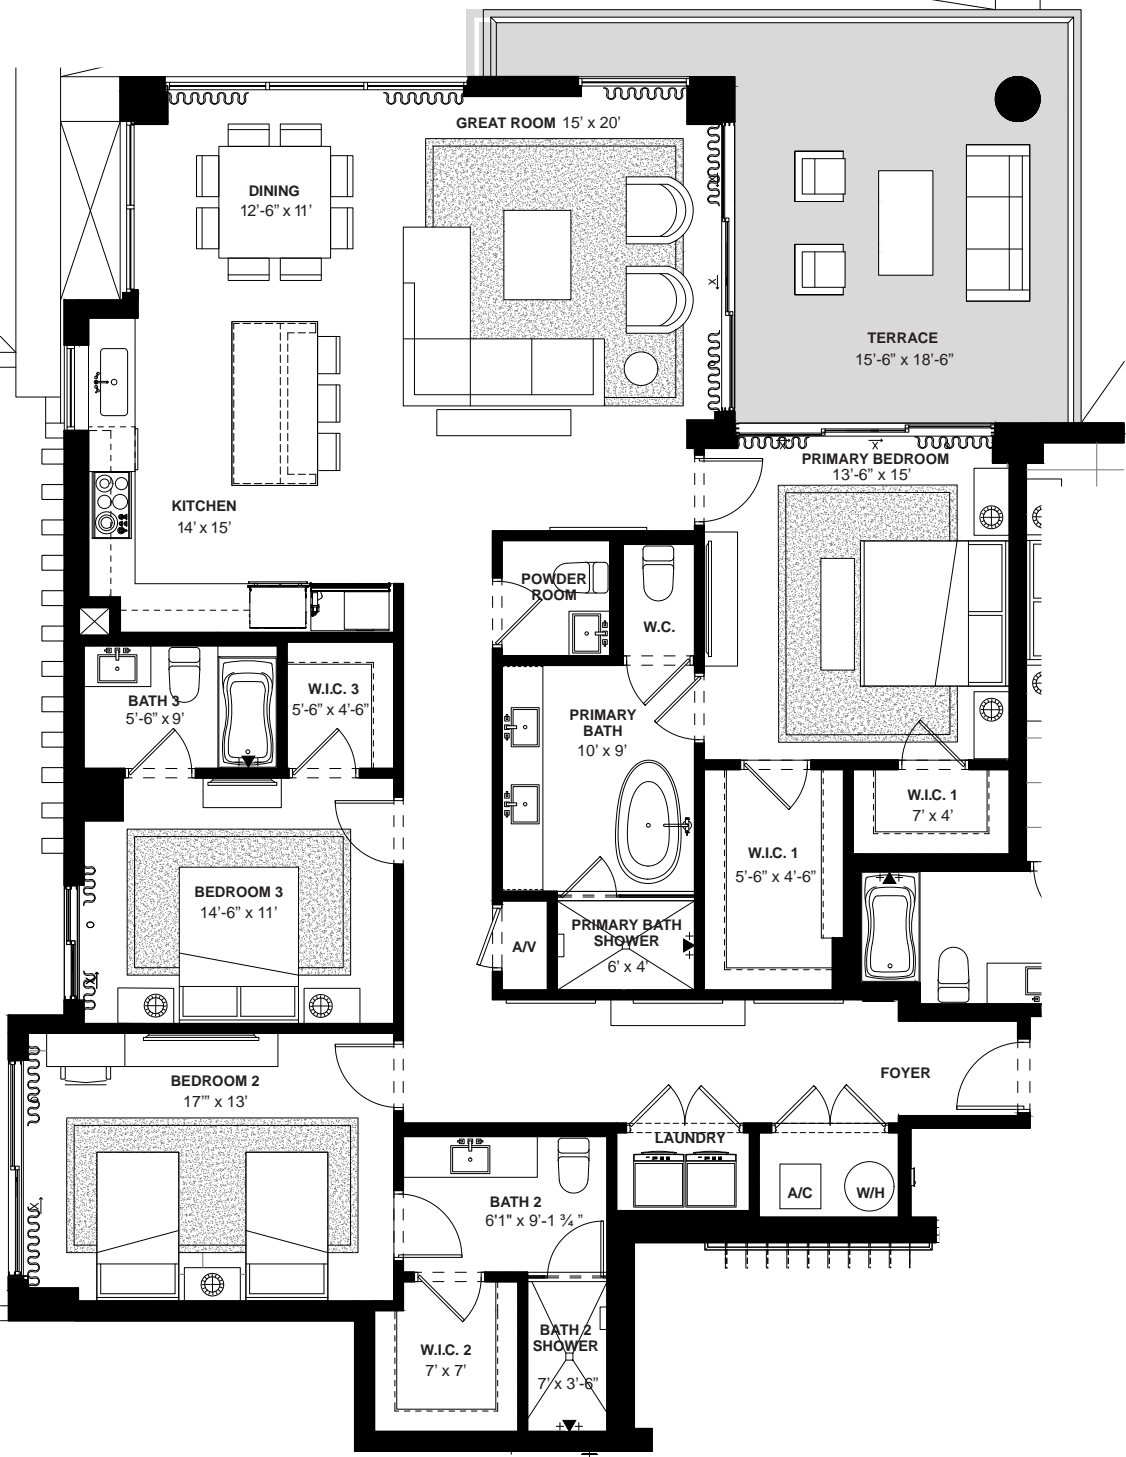 GREAT ROOM 15’ x 20’
DINING
12’-6” x 11’
TERRACE
15’-6” x 18’-6”
PRIMARY BEDROOM
13’-6” x 15’
KITCHEN
14’ x 15’
POWDER
ROOM
W.C.
W.I.C. 3
5’-6” x 4’-6”
BATH 3
5’-6” x 9’
PRIMARY
BATH
10’ x 9’
W.I.C. 1
7’ x 4’
W.I.C. 1
5’-6” x 4’-6”
BEDROOM 3
14’-6” x 11’
PRIMARY BATH
SHOWER
6’ x 4’
A/V
FOYER
BEDROOM 2
17’” x 13’
LAUNDRY
A/C
W/H
BATH 2
6'1" x 9’-1 ¾ ”
W.I.C. 2
7’ x 7’
BATH 2
SHOWER
7’ x 3’-6”